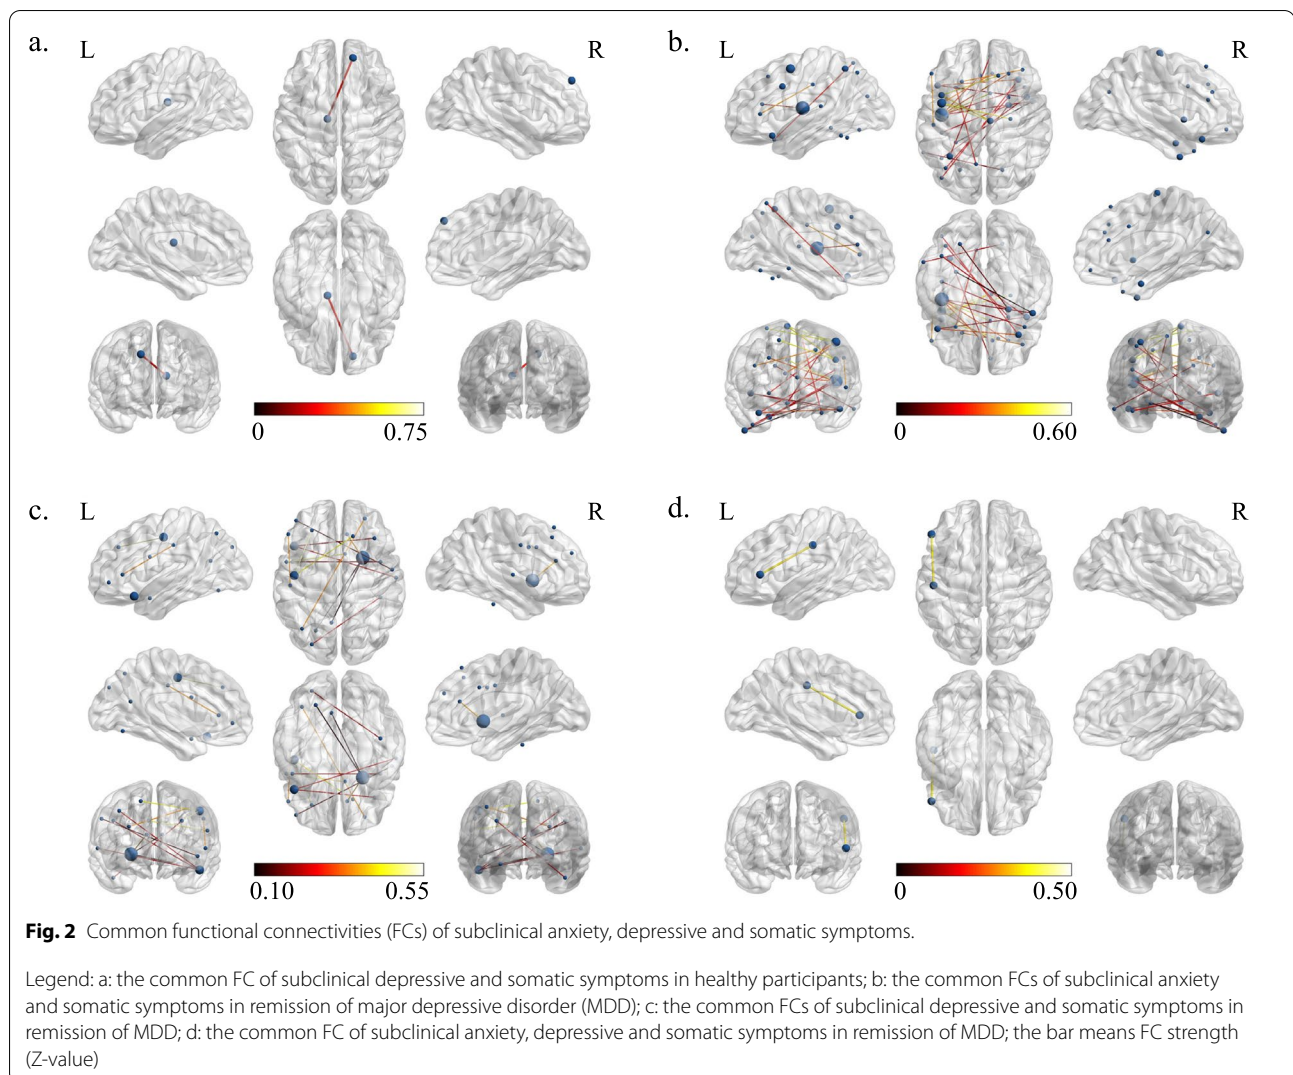 a.
L
R
0
0.75
b.
L
R
0
0.60
c.
L
R
0.10
0.55
d.
L
R
0
0.50
Fig. 2 Common functional connectivities (FCs) of subclinical anxiety, depressive and somatic symptoms.
Legend: a: the common FC of subclinical depressive and somatic symptoms in healthy participants; b: the common FCs of subclinical anxiety
and somatic symptoms in remission of major depressive disorder (MDD); c: the common FCs of subclinical depressive and somatic symptoms in
remission of MDD; d: the common FC of subclinical anxiety, depressive and somatic symptoms in remission of MDD; the bar means FC strength
(Z-value)